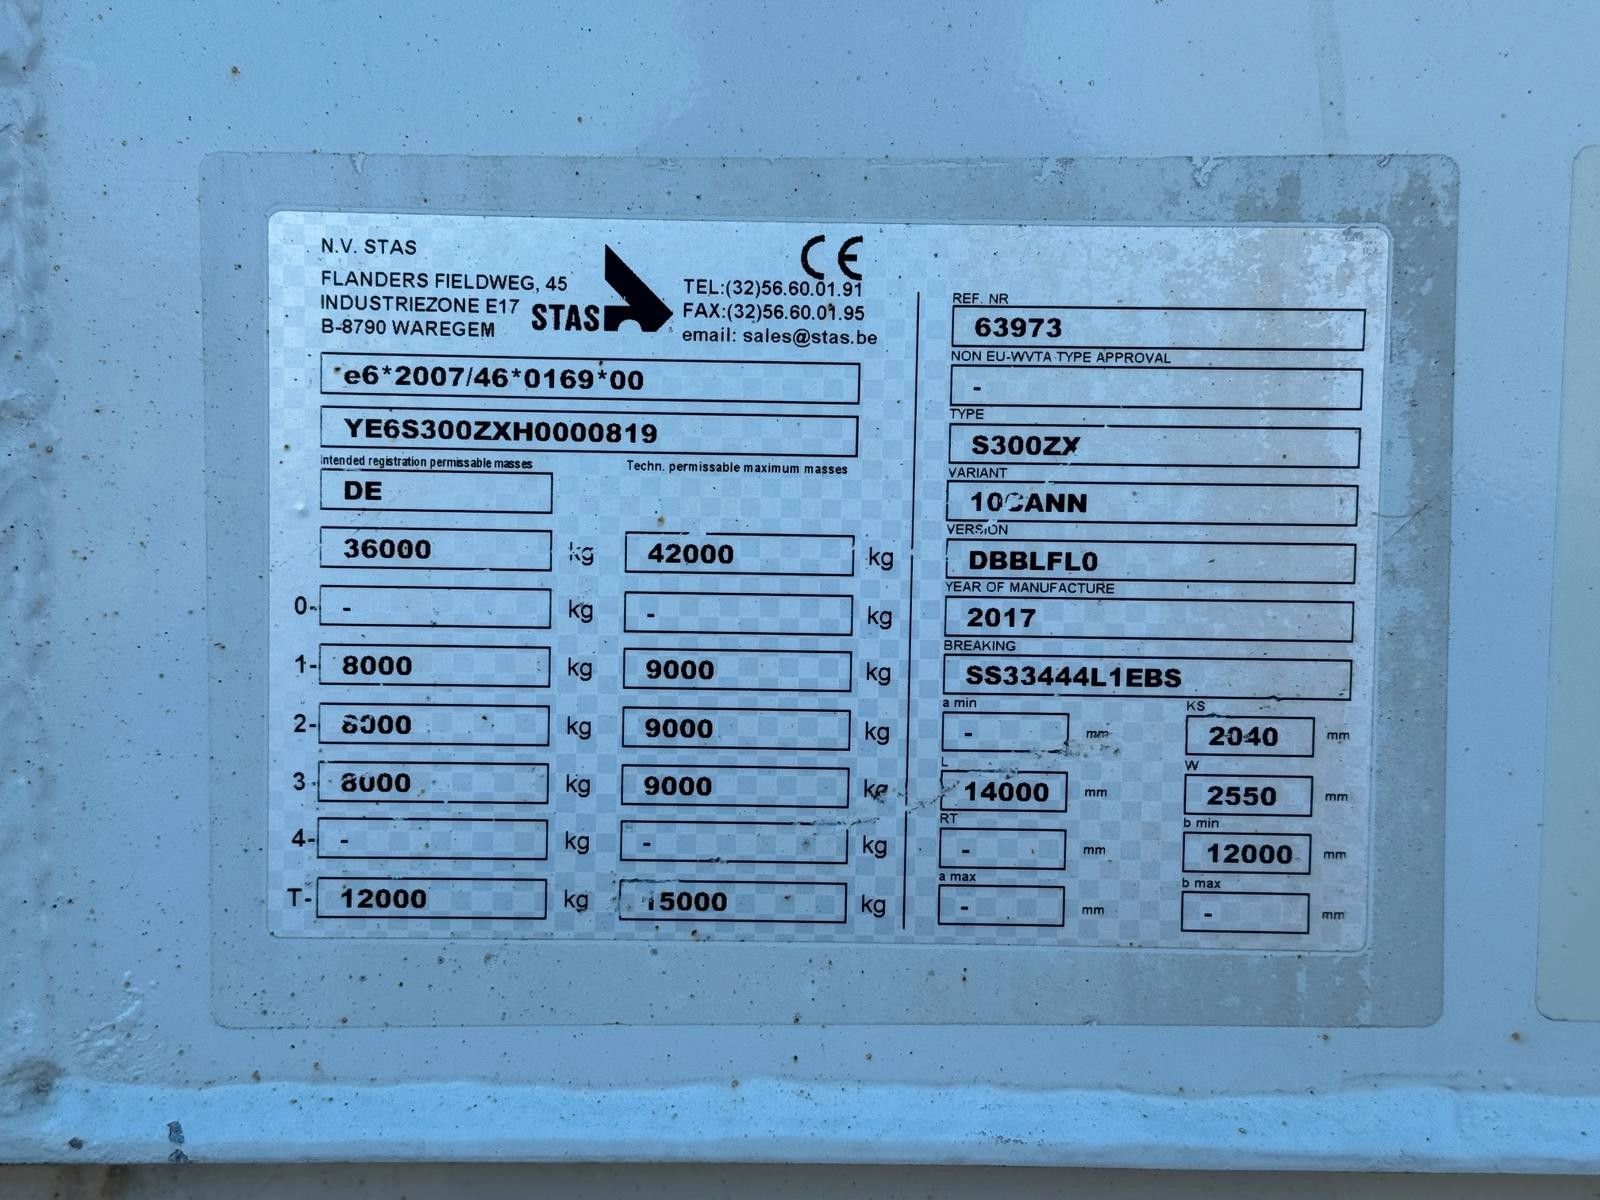 N.V. STAS
FLANDERS FIELDWEG, 45
INDUSTRIEZONE E17
B-8790 WAREGEM
STAS
CE
TEL:(32)56.60.01.91
FAX:(32)56.60.01.95
email: sales@stas.be
e6*2007/46*0169*00
YE6S300ZXH0000819
Intended registration permissable masses
Techn. permissable maximum masses
DE
36000 kg 42000 kg
0- - kg - kg
1- 8000 kg 9000 kg
2- 8000 kg 9000 kg
3- 8000 kg 9000 kg
4- - kg - kg
T- 12000 kg 15000 kg
REF. NR
63973
NON EU-WVTA TYPE APPROVAL
-
TYPE
S300ZX
VARIANT
10CANN
VERSION
DBBLFL0
YEAR OF MANUFACTURE
2017
BREAKING
SS33444L1EBS
a min KS
- mm 2040 mm
L W
14000 mm 2550 mm
RT b min
- mm 12000 mm
a max b max
- mm - mm